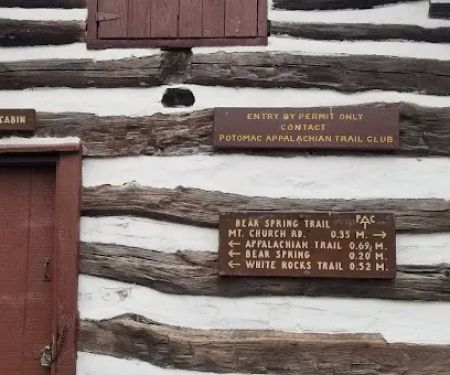 CABIN
ENTRY BY PERMIT ONLY
CONTACT
POTOMAC APPALACHIAN TRAIL CLUB
BEAR SPRING TRAIL PATC
MT. CHURCH RD. 0.35 M. →
← APPALACHIAN TRAIL 0.69 M.
← BEAR SPRING 0.20 M.
← WHITE ROCKS TRAIL 0.52 M.